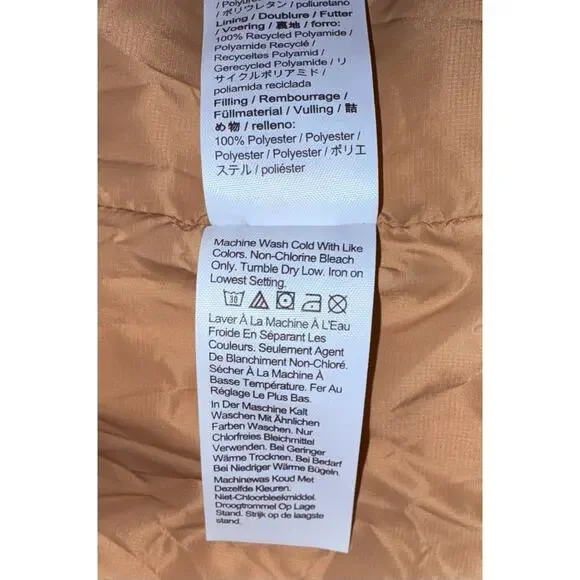 / ポリウレタン / poliuretano
Lining / Doublure / Futter
/ Voering / 裏地 / forro:
100% Recycled Polyamide /
Polyamide Recyclé /
Recyceltes Polyamid /
Gerecycled Polyamide / リ
サイクルポリアミド /
poliamida reciclada
Filling / Rembourrage /
Füllmaterial / Vulling / 詰
め物 / relleno:
100% Polyester / Polyester /
Polyester / Polyester / ポリエ
ステル / poliéster
Machine Wash Cold With Like
Colors. Non-Chlorine Bleach
Only. Tumble Dry Low. Iron on
Lowest Setting.
30
Laver À La Machine À L'Eau
Froide En Séparant Les
Couleurs. Seulement Agent
De Blanchiment Non-Chloré.
Sécher À La Machine À
Basse Température. Fer Au
Réglage Le Plus Bas.
In Der Maschine Kalt
Waschen Mit Ähnlichen
Farben Waschen. Nur
Chlorfreies Bleichmittel
Verwenden. Bei Geringer
Wärme Trocknen. Bei Bedarf
Bei Niedriger Wärme Bügeln.
Machinewas Koud Met
Dezelfde Kleuren.
Niet-Chloorbleekmiddel.
Droogtrommel Op Lage
Stand. Strijk op de laagste
stand.